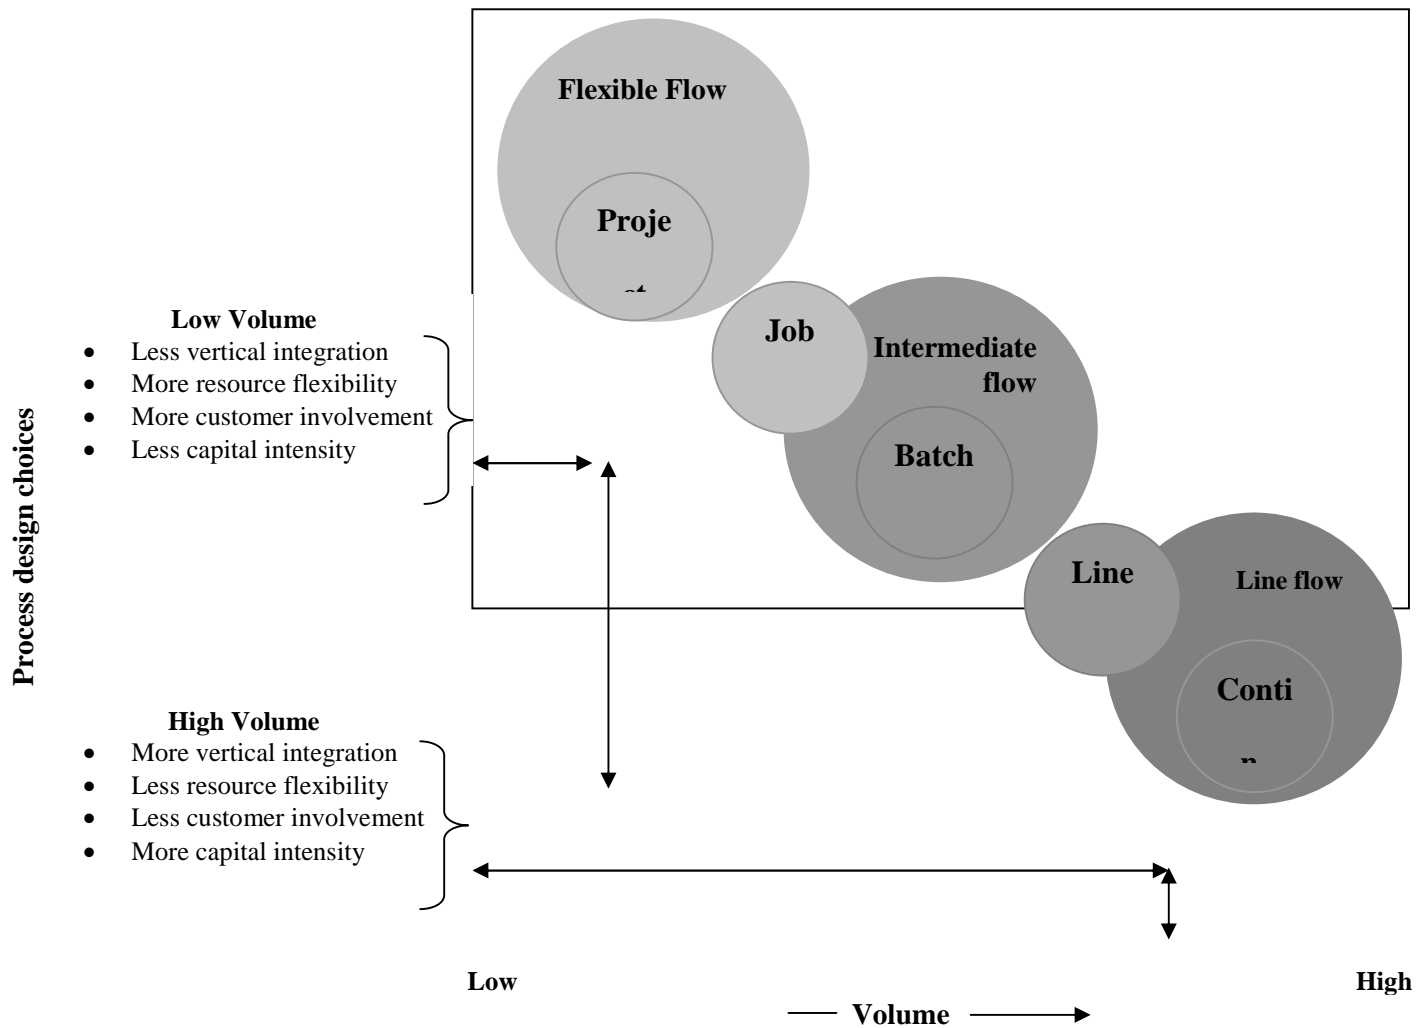 Flexible Flow
Proje
Job
Intermediate
flow
Batch
Line
Line flow
Conti
Process design choices
Low Volume
• Less vertical integration
• More resource flexibility
• More customer involvement
• Less capital intensity
High Volume
• More vertical integration
• Less resource flexibility
• Less customer involvement
• More capital intensity
Low
High
Volume